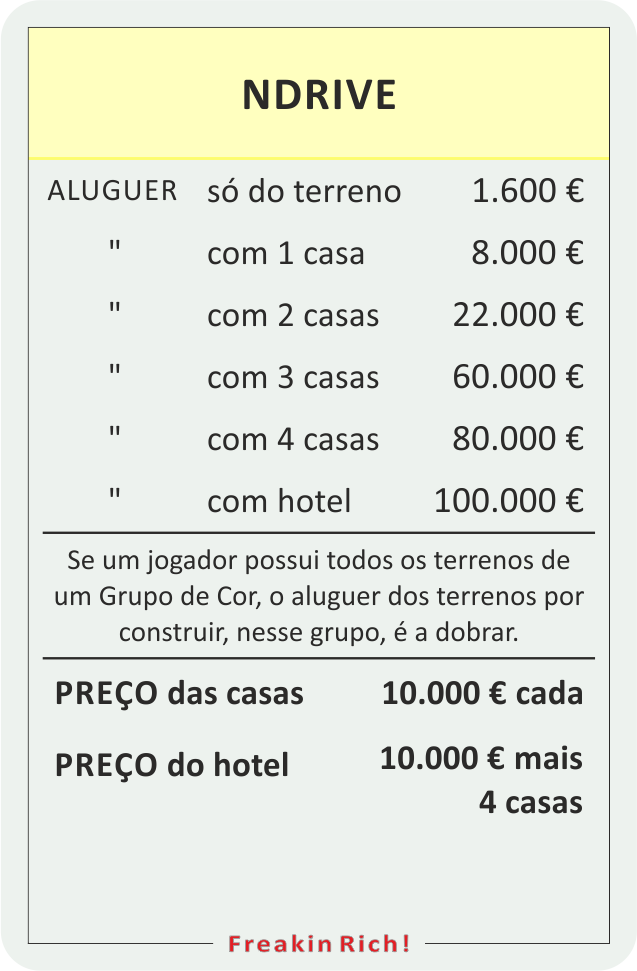 NDRIVE
ALUGUER só do terreno 1.600 €
" com 1 casa 8.000 €
" com 2 casas 22.000 €
" com 3 casas 60.000 €
" com 4 casas 80.000 €
" com hotel 100.000 €
Se um jogador possui todos os terrenos de
um Grupo de Cor, o aluguer dos terrenos por
construir, nesse grupo, é a dobrar.
PREÇO das casas 10.000 € cada
PREÇO do hotel 10.000 € mais
4 casas
Freakin Rich!